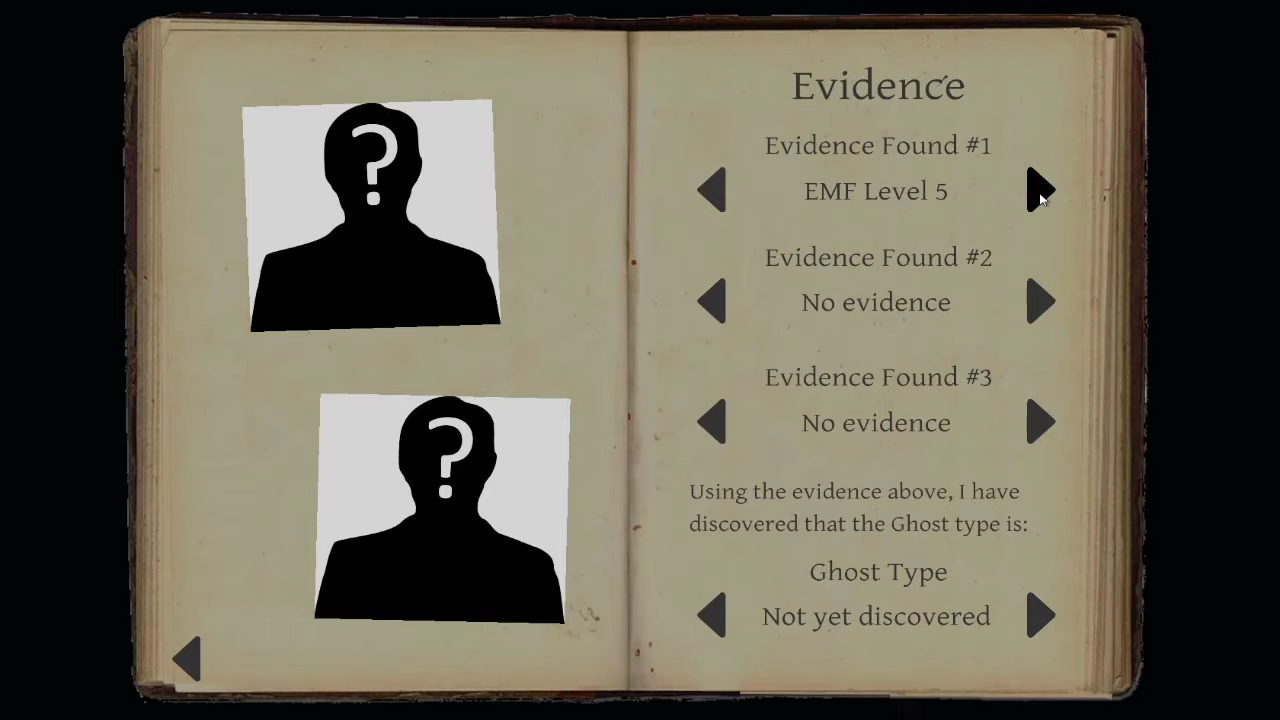 ?
?
Evidence
Evidence Found #1
EMF Level 5
Evidence Found #2
No evidence
Evidence Found #3
No evidence
Using the evidence above, I have
discovered that the Ghost type is:
Ghost Type
Not yet discovered